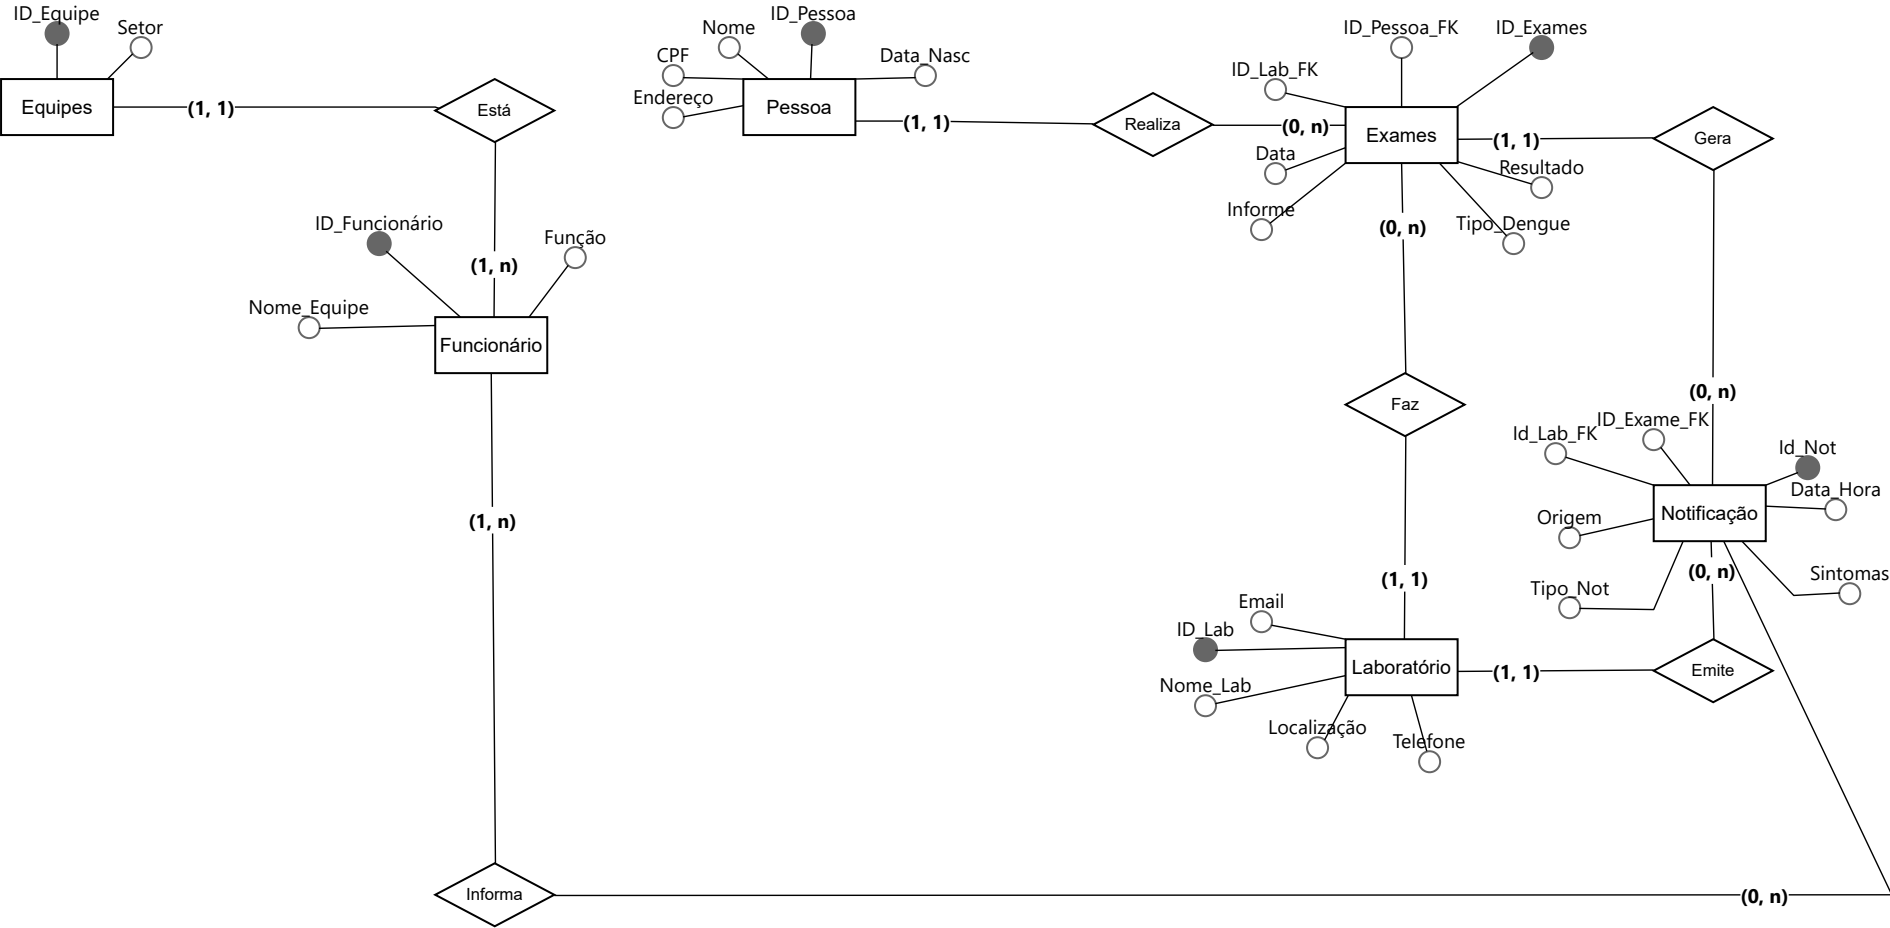 ID_Equipe
Setor
Equipes
(1, 1)
Está
ID_Pessoa
Nome
CPF
Data_Nasc
Endereço
Pessoa
(1, 1)
Realiza
(0, n)
ID_Pessoa_FK
ID_Exames
ID_Lab_FK
Exames
(1, 1)
Gera
Data
Resultado
Informe
Tipo_Dengue
(0, n)
ID_Funcionário
Função
(1, n)
Nome_Equipe
Funcionário
Faz
(0, n)
ID_Exame_FK
Id_Lab_FK
Id_Not
Data_Hora
Origem
Notificação
(1, n)
(0, n)
Tipo_Not
Sintomas
(1, 1)
Email
ID_Lab
Laboratório
(1, 1)
Emite
Nome_Lab
Localização
Telefone
Informa
(0, n)